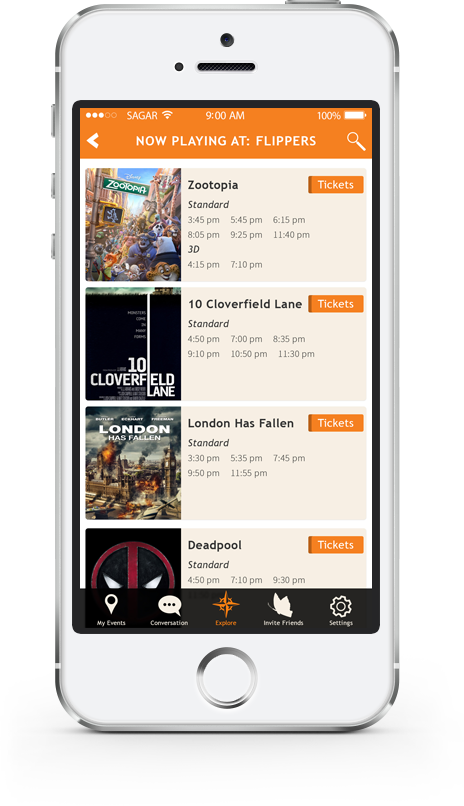 SAGAR 9:00 AM 100%
NOW PLAYING AT: FLIPPERS
Disney
ZOOTOPIA
Zootopia Tickets
Standard
3:45 pm 5:45 pm 6:15 pm
8:05 pm 9:25 pm 11:40 pm
3D
4:15 pm 7:10 pm
MONSTERS
COME
IN
MANY
FORMS
10
CLOVERFIELD
LANE
10 Cloverfield Lane Tickets
Standard
4:50 pm 7:00 pm 8:35 pm
9:10 pm 10:50 pm 11:30 pm
BUTLER ECKHART FREEMAN
LONDON
HAS FALLEN
London Has Fallen Tickets
Standard
3:30 pm 5:35 pm 7:45 pm
9:50 pm 11:55 pm
Deadpool Tickets
Standard
4:50 pm 7:10 pm 9:30 pm
My Events Conversation Explore Invite Friends Settings